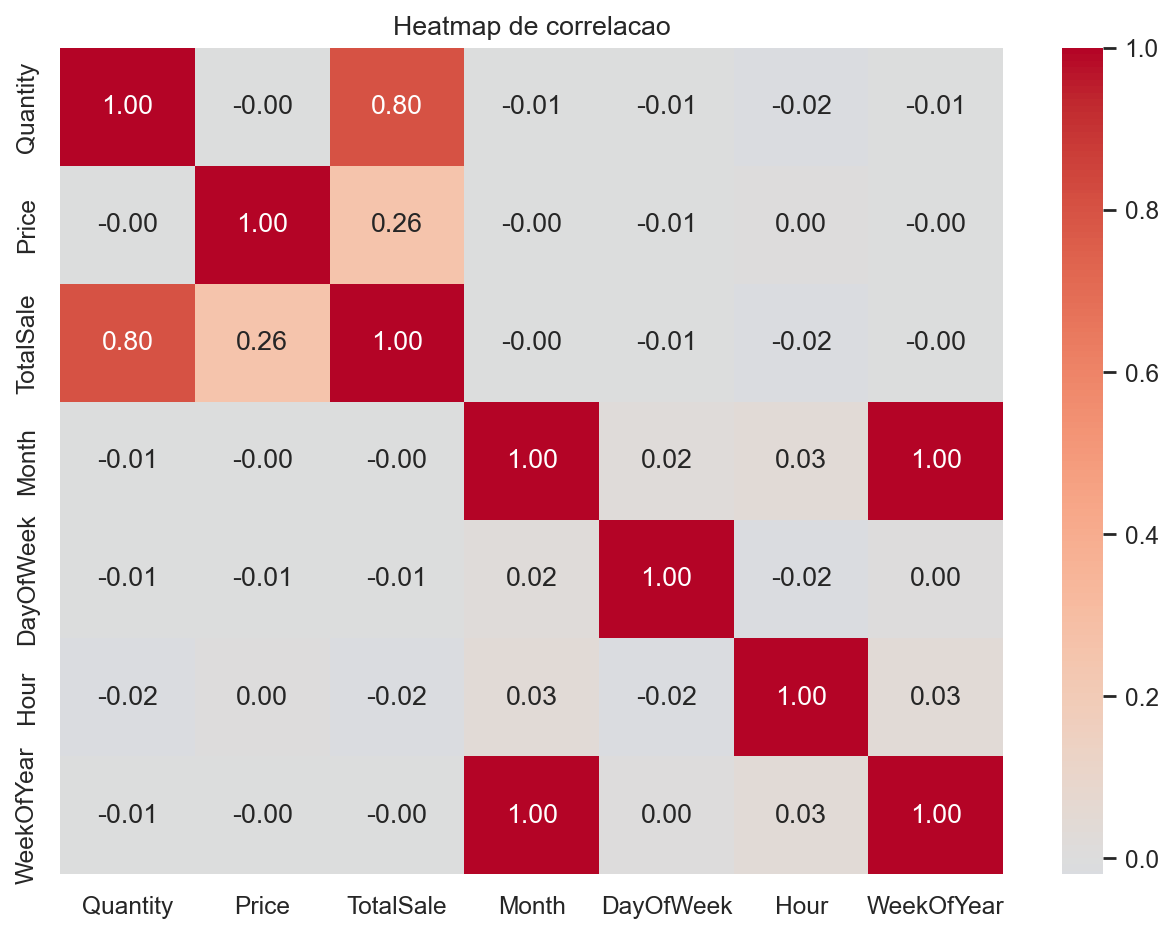 Heatmap de correlacao
Quantity 1.00 -0.00 0.80 -0.01 -0.01 -0.02 -0.01
Price -0.00 1.00 0.26 -0.00 -0.01 0.00 -0.00
TotalSale 0.80 0.26 1.00 -0.00 -0.01 -0.02 -0.00
Month -0.01 -0.00 -0.00 1.00 0.02 0.03 1.00
DayOfWeek -0.01 -0.01 -0.01 0.02 1.00 -0.02 0.00
Hour -0.02 0.00 -0.02 0.03 -0.02 1.00 0.03
WeekOfYear -0.01 -0.00 -0.00 1.00 0.00 0.03 1.00
Quantity Price TotalSale Month DayOfWeek Hour WeekOfYear
1.0
0.8
0.6
0.4
0.2
0.0